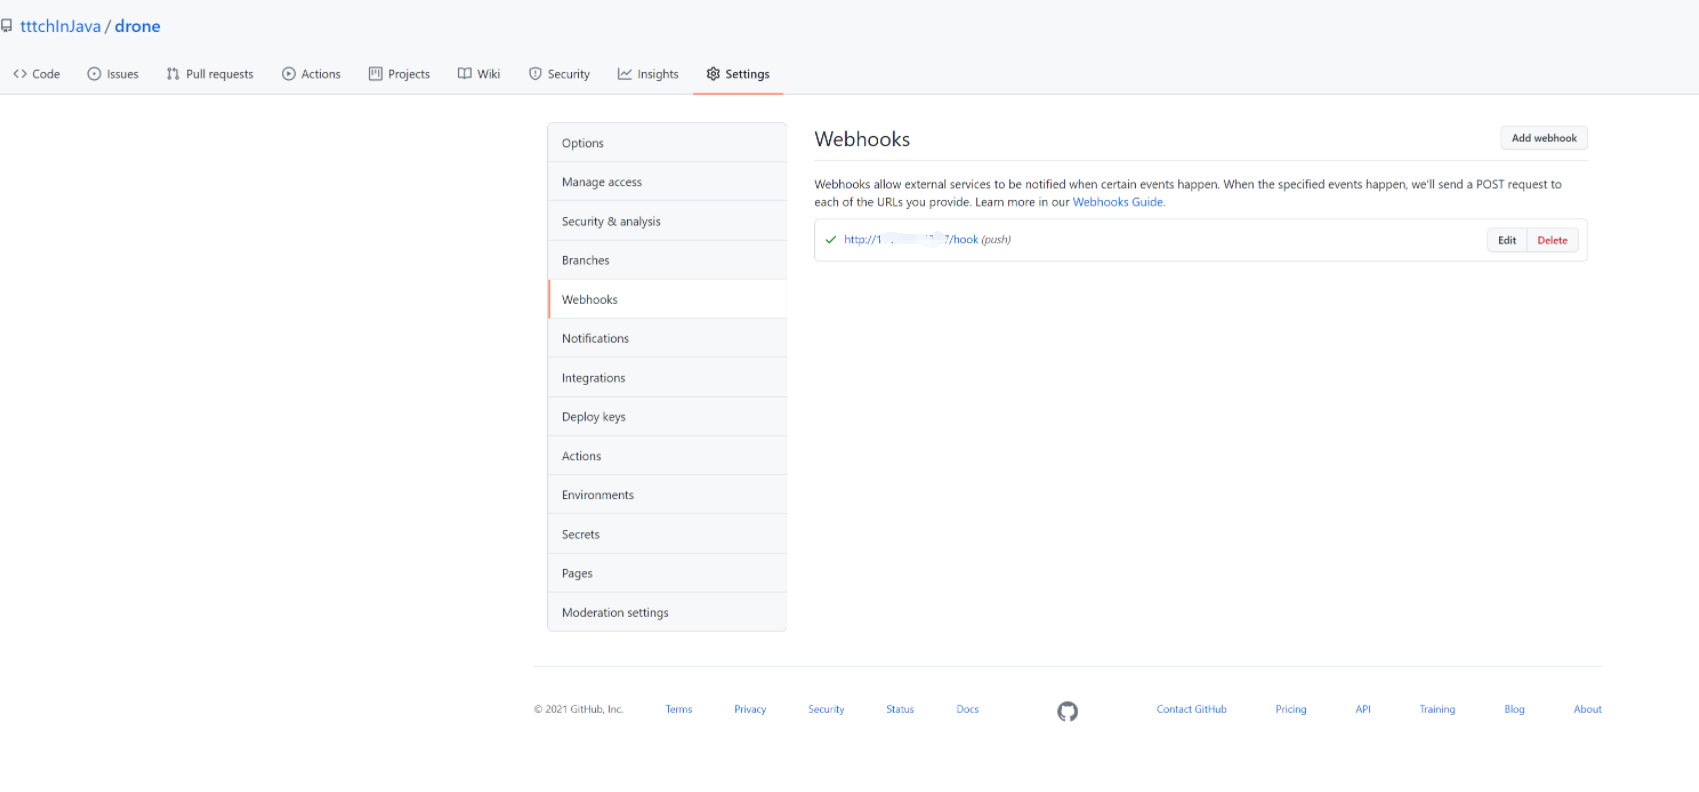 tttchInJava / drone
Code Issues Pull requests Actions Projects Wiki Security Insights Settings
Options
Manage access
Security & analysis
Branches
Webhooks
Notifications
Integrations
Deploy keys
Actions
Environments
Secrets
Pages
Moderation settings
Webhooks
Add webhook
Webhooks allow external services to be notified when certain events happen. When the specified events happen, we'll send a POST request to
each of the URLs you provide. Learn more in our Webhooks Guide.
http://1 7/hook (push)
Edit Delete
© 2021 GitHub, Inc. Terms Privacy Security Status Docs Contact GitHub Pricing API Training Blog About